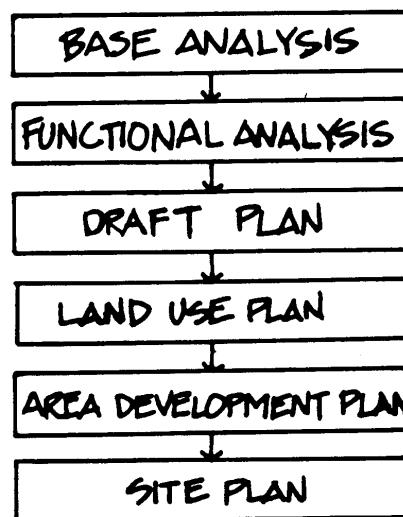 BASE ANALYSIS
FUNCTIONAL ANALYSIS
DRAFT PLAN
LAND USE PLAN
AREA DEVELOPMENT PLAN
SITE PLAN